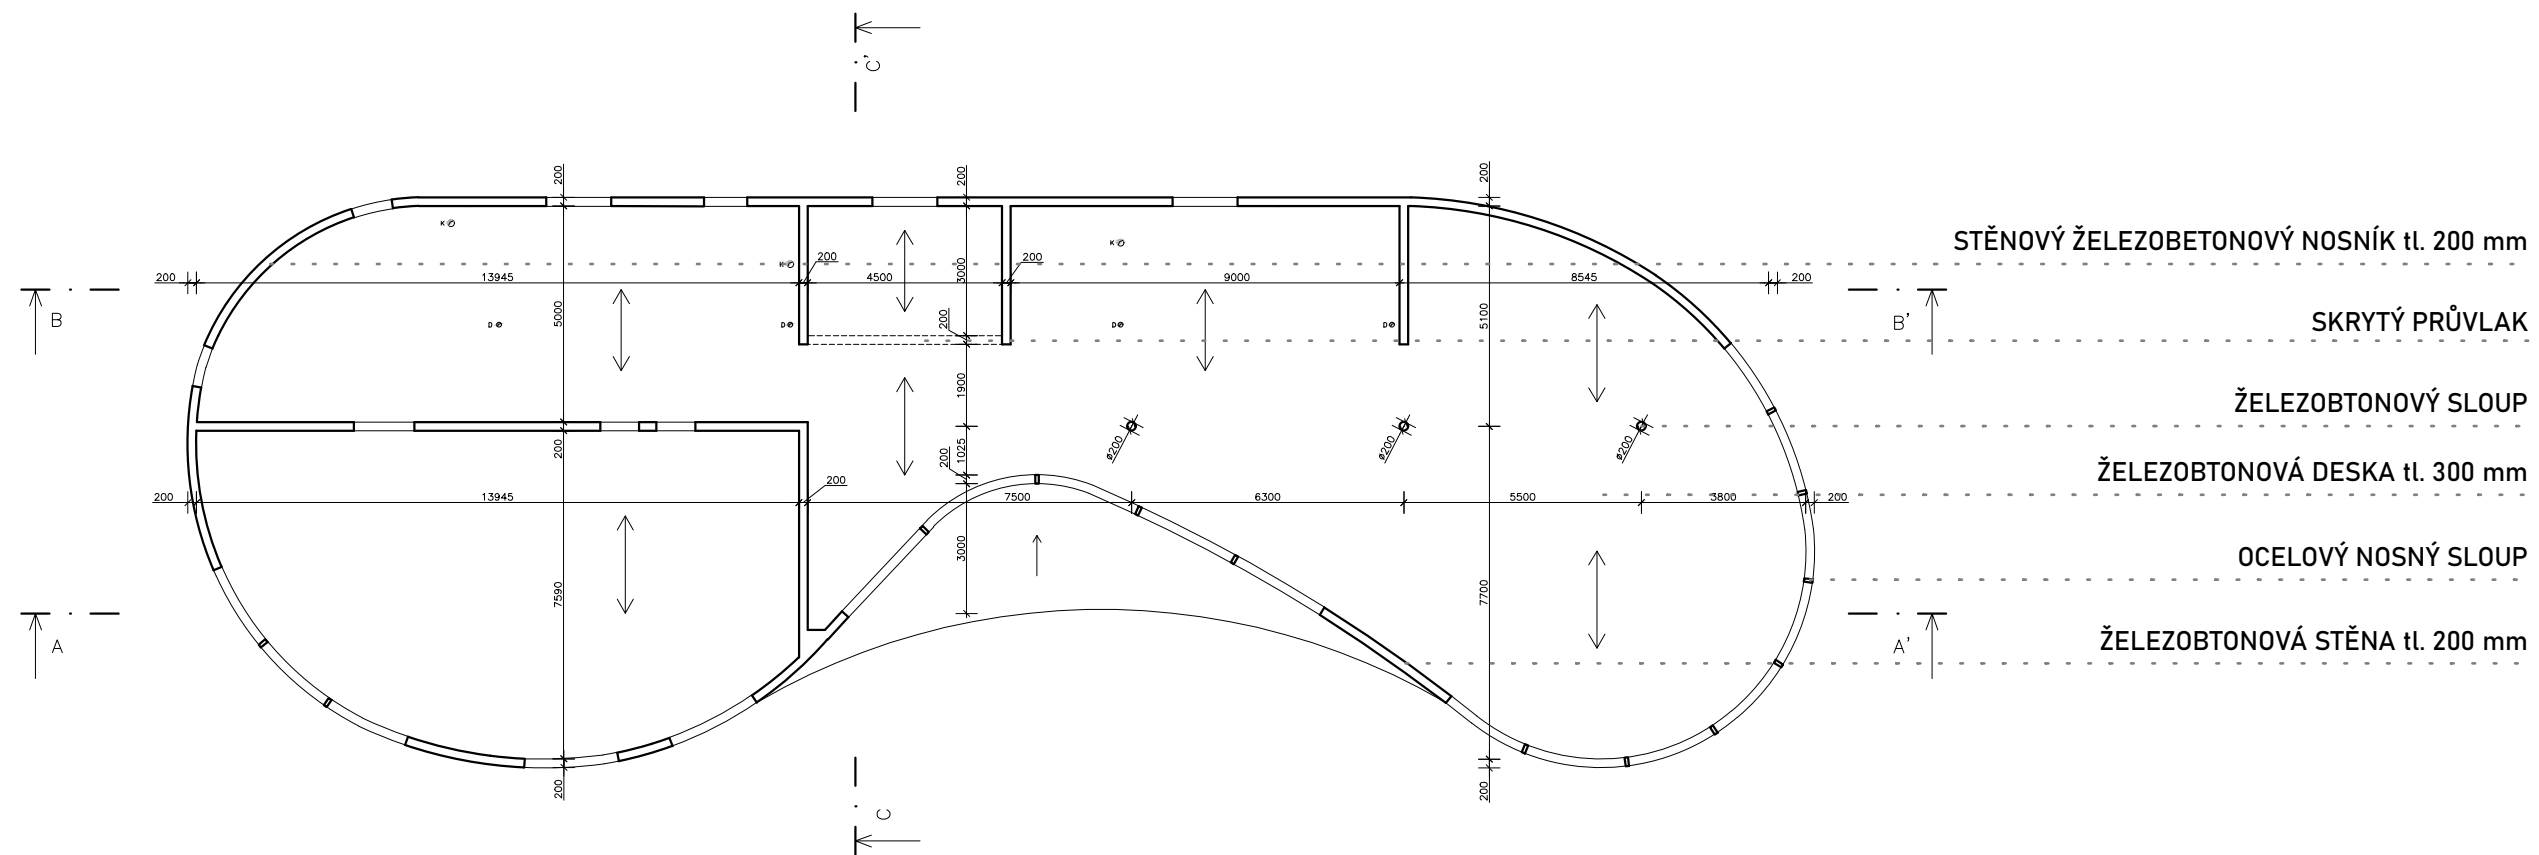 C'
200
200
200
STĚNOVÝ ŽELEZOBETONOVÝ NOSNÍK tl. 200 mm
K
K
K
200
200
200
13945
4500
3000
9000
8545
200
B
5000
D
D
200
D
D
5100
B'
SKRYTÝ PRŮVLAK
1900
ŽELEZOBTONOVÝ SLOUP
200
200
1025
ø200
ø200
ø200
ŽELEZOBTONOVÁ DESKA tl. 300 mm
200
13945
200
7500
6300
5500
3800
200
3000
OCELOVÝ NOSNÝ SLOUP
7590
7700
A
A'
ŽELEZOBTONOVÁ STĚNA tl. 200 mm
200
200
C